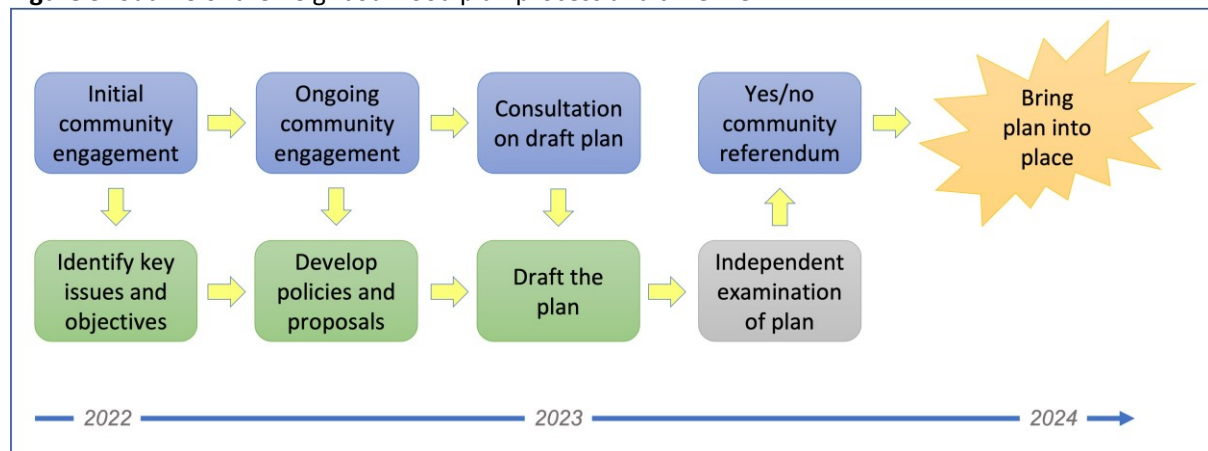 Initial
community
engagement
Ongoing
community
engagement
Consultation
on draft plan
Yes/no
community
referendum
Bring
plan into
place
Identify key
issues and
objectives
Develop
policies and
proposals
Draft the
plan
Independent
examination
of plan
2022
2023
2024